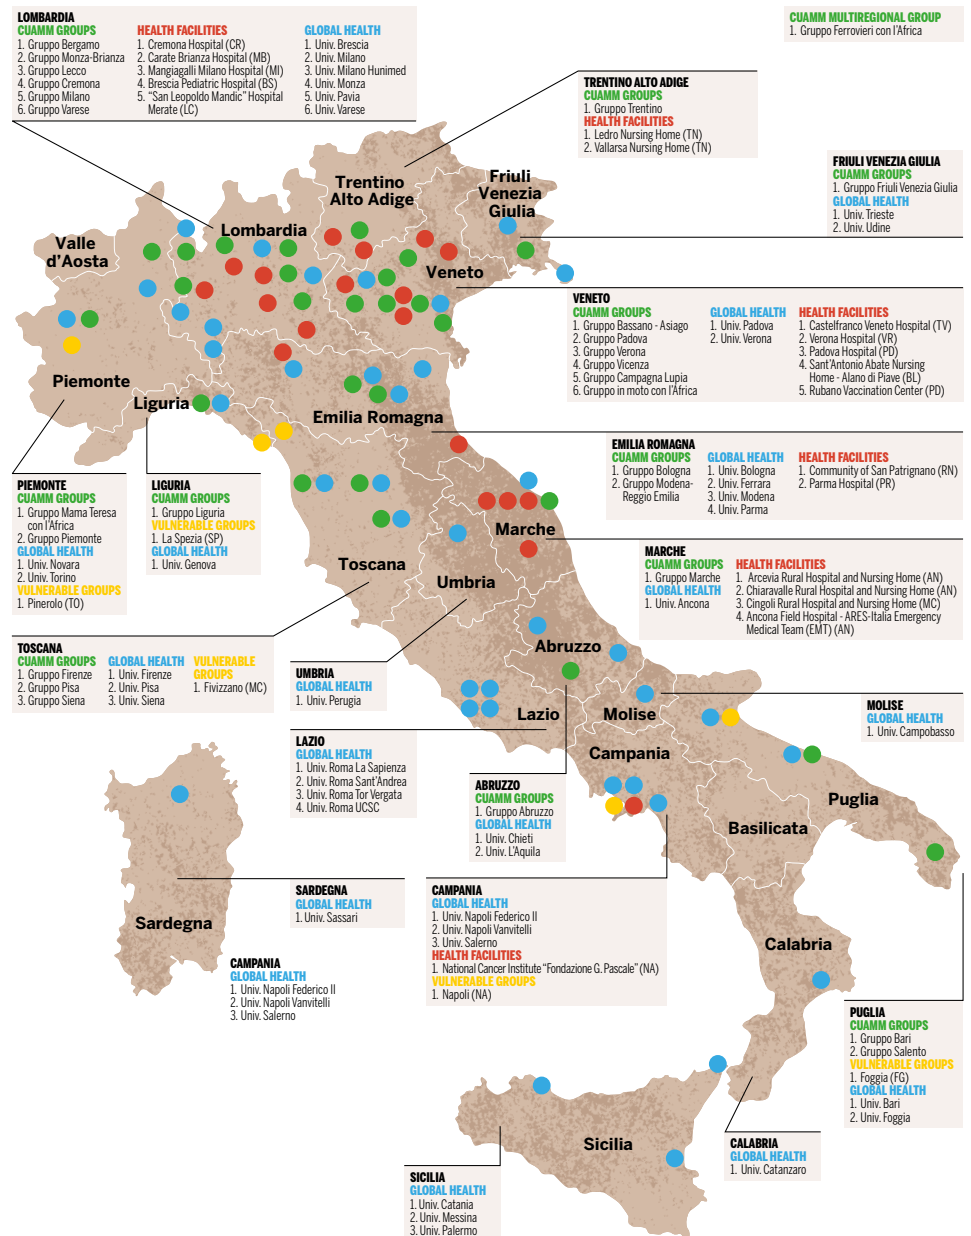 LOMBARDIA
CUAMM GROUPS
1. Gruppo Bergamo
2. Gruppo Monza-Brianza
3. Gruppo Lecco
4. Gruppo Cremona
5. Gruppo Milano
6. Gruppo Varese
HEALTH FACILITIES
1. Cremona Hospital (CR)
2. Carate Brianza Hospital (MB)
3. Mangiagalli Milano Hospital (MI)
4. Brescia Pediatric Hospital (BS)
5. “San Leopoldo Mandic” Hospital
Merate (LC)
GLOBAL HEALTH
1. Univ. Brescia
2. Univ. Milano
3. Univ. Milano Hunimed
4. Univ. Monza
5. Univ. Pavia
6. Univ. Varese
CUAMM MULTIREGIONAL GROUP
1. Gruppo Ferrovieri con l’Africa
TRENTINO ALTO ADIGE
CUAMM GROUPS
1. Gruppo Trentino
HEALTH FACILITIES
1. Ledro Nursing Home (TN)
2. Vallarsa Nursing Home (TN)
FRIULI VENEZIA GIULIA
CUAMM GROUPS
1. Gruppo Friuli Venezia Giulia
GLOBAL HEALTH
1. Univ. Trieste
2. Univ. Udine
Trentino
Alto Adige
Friuli
Venezia
Giulia
Lombardia
Valle
d’Aosta
Veneto
VENETO
CUAMM GROUPS
1. Gruppo Bassano - Asiago
2. Gruppo Padova
3. Gruppo Verona
4. Gruppo Vicenza
5. Gruppo Campagna Lupia
6. Gruppo in moto con l’Africa
GLOBAL HEALTH
1. Univ. Padova
2. Univ. Verona
HEALTH FACILITIES
1. Castelfranco Veneto Hospital (TV)
2. Verona Hospital (VR)
3. Padova Hospital (PD)
4. Sant’Antonio Abate Nursing
Home - Alano di Piave (BL)
5. Rubano Vaccination Center (PD)
Piemonte
Liguria
Emilia Romagna
EMILIA ROMAGNA
CUAMM GROUPS
1. Gruppo Bologna
2. Gruppo Modena-
Reggio Emilia
GLOBAL HEALTH
1. Univ. Bologna
2. Univ. Ferrara
3. Univ. Modena
4. Univ. Parma
HEALTH FACILITIES
1. Community of San Patrignano (RN)
2. Parma Hospital (PR)
PIEMONTE
CUAMM GROUPS
1. Gruppo Mama Teresa
con l’Africa
2. Gruppo Piemonte
GLOBAL HEALTH
1. Univ. Novara
2. Univ. Torino
VULNERABLE GROUPS
1. Pinerolo (TO)
LIGURIA
CUAMM GROUPS
1. Gruppo Liguria
VULNERABLE GROUPS
1. La Spezia (SP)
GLOBAL HEALTH
1. Univ. Genova
Marche
Toscana
Umbria
MARCHE
CUAMM GROUPS
1. Gruppo Marche
GLOBAL HEALTH
1. Univ. Ancona
HEALTH FACILITIES
1. Arcevia Rural Hospital and Nursing Home (AN)
2. Chiaravalle Rural Hospital and Nursing Home (AN)
3. Cingoli Rural Hospital and Nursing Home (MC)
4. Ancona Field Hospital - ARES-Italia Emergency
Medical Team (EMT) (AN)
TOSCANA
CUAMM GROUPS
1. Gruppo Firenze
2. Gruppo Pisa
3. Gruppo Siena
GLOBAL HEALTH
1. Univ. Firenze
2. Univ. Pisa
3. Univ. Siena
VULNERABLE
GROUPS
1. Fivizzano (MC)
UMBRIA
GLOBAL HEALTH
1. Univ. Perugia
Abruzzo
Lazio
Molise
Campania
MOLISE
GLOBAL HEALTH
1. Univ. Campobasso
LAZIO
GLOBAL HEALTH
1. Univ. Roma La Sapienza
2. Univ. Roma Sant’Andrea
3. Univ. Roma Tor Vergata
4. Univ. Roma UCSC
ABRUZZO
CUAMM GROUPS
1. Gruppo Abruzzo
GLOBAL HEALTH
1. Univ. Chieti
2. Univ. L’Aquila
Puglia
Basilicata
Sardegna
SARDEGNA
GLOBAL HEALTH
1. Univ. Sassari
CAMPANIA
GLOBAL HEALTH
1. Univ. Napoli Federico II
2. Univ. Napoli Vanvitelli
3. Univ. Salerno
HEALTH FACILITIES
1. National Cancer Institute “Fondazione G. Pascale” (NA)
VULNERABLE GROUPS
1. Napoli (NA)
Calabria
CAMPANIA
GLOBAL HEALTH
1. Univ. Napoli Federico II
2. Univ. Napoli Vanvitelli
3. Univ. Salerno
PUGLIA
CUAMM GROUPS
1. Gruppo Bari
2. Gruppo Salento
VULNERABLE GROUPS
1. Foggia (FG)
GLOBAL HEALTH
1. Univ. Bari
2. Univ. Foggia
Sicilia
CALABRIA
GLOBAL HEALTH
1. Univ. Catanzaro
SICILIA
GLOBAL HEALTH
1. Univ. Catania
2. Univ. Messina
3. Univ. Palermo